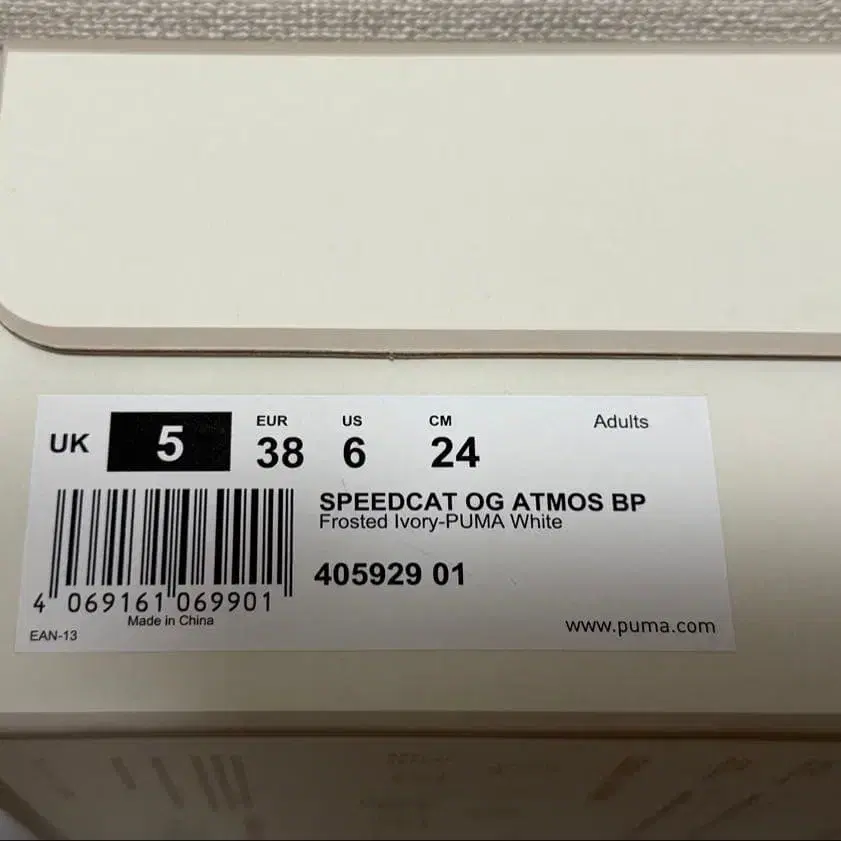 UK 5
EUR 38
US 6
CM 24
Adults
SPEEDCAT OG ATMOS BP
Frosted Ivory-PUMA White
405929 01
4 069161 069901
Made in China
EAN-13
www.puma.com